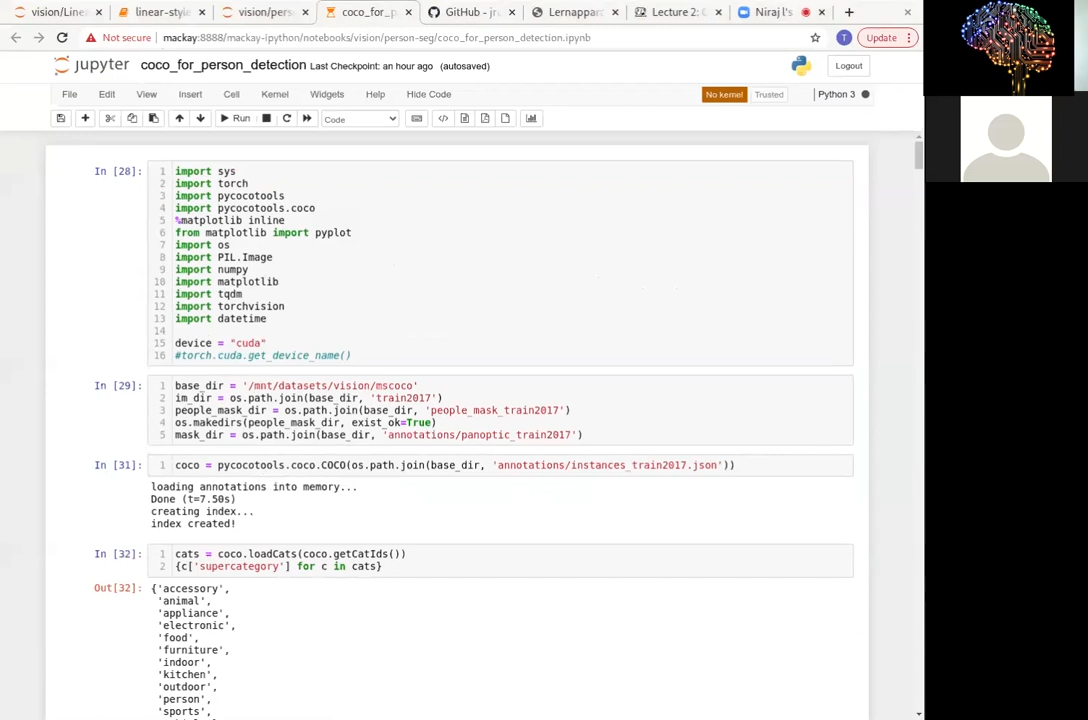 vision/Line
linear-style
vision/pers
coco_for_p
GitHub - jr
Lernappar
Lecture 2: G
Niraj l's
Not secure mackay:8888/mackay-ipython/notebooks/vision/person-seg/coco_for_person_detection.ipynb
T
Update
jupyter coco_for_person_detection Last Checkpoint: an hour ago (autosaved)
Logout
File Edit View Insert Cell Kernel Widgets Help Hide Code
No kernel Trusted Python 3
Run
Code
In [28]:
1 import sys
2 import torch
3 import pycocotools
4 import pycocotools.coco
5 %matplotlib inline
6 from matplotlib import pyplot
7 import os
8 import PIL.Image
9 import numpy
10 import matplotlib
11 import tqdm
12 import torchvision
13 import datetime
14
15 device = "cuda"
16 #torch.cuda.get_device_name()
In [29]:
1 base_dir = '/mnt/datasets/vision/mscoco'
2 im_dir = os.path.join(base_dir, 'train2017')
3 people_mask_dir = os.path.join(base_dir, 'people_mask_train2017')
4 os.makedirs(people_mask_dir, exist_ok=True)
5 mask_dir = os.path.join(base_dir, 'annotations/panoptic_train2017')
In [31]:
1 coco = pycocotools.coco.COCO(os.path.join(base_dir, 'annotations/instances_train2017.json'))
loading annotations into memory...
Done (t=7.50s)
creating index...
index created!
In [32]:
1 cats = coco.loadCats(coco.getCatIds())
2 {c['supercategory'] for c in cats}
Out[32]:
{'accessory',
'animal',
'appliance',
'electronic',
'food',
'furniture',
'indoor',
'kitchen',
'outdoor',
'person',
'sports',